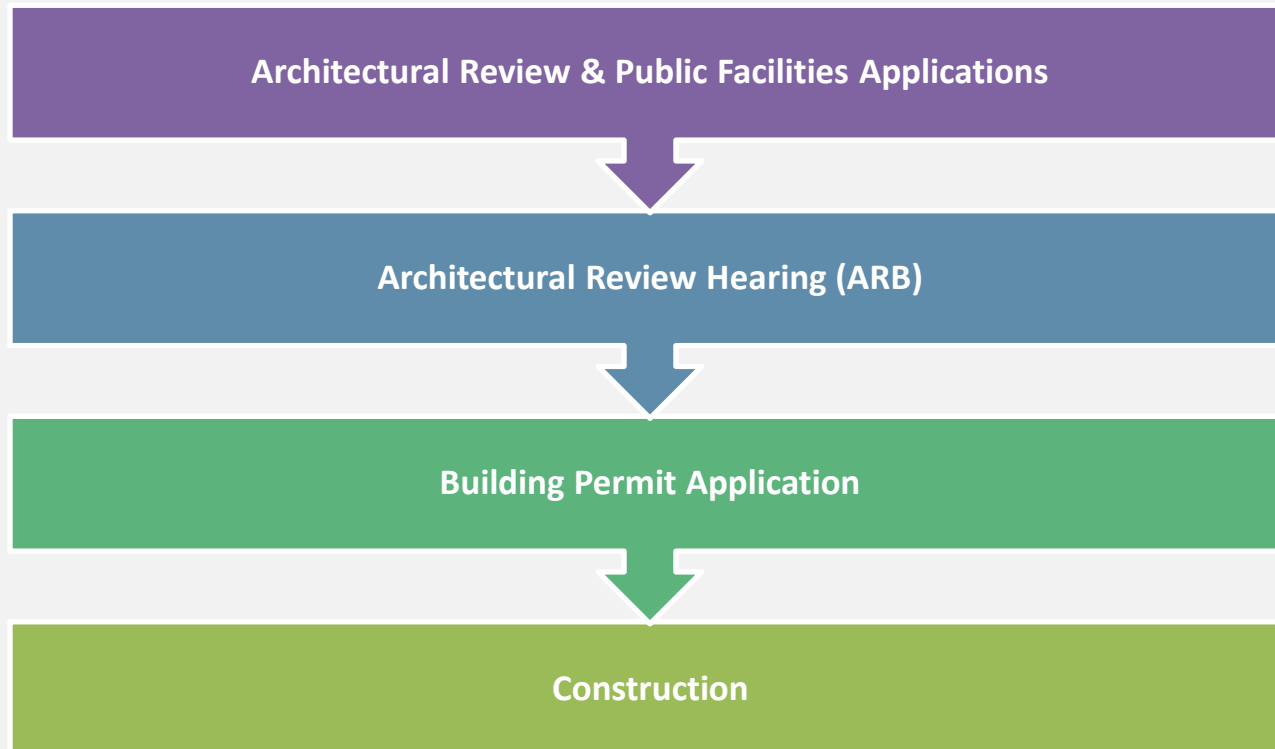 Architectural Review & Public Facilities Applications
Architectural Review Hearing (ARB)
Building Permit Application
Construction